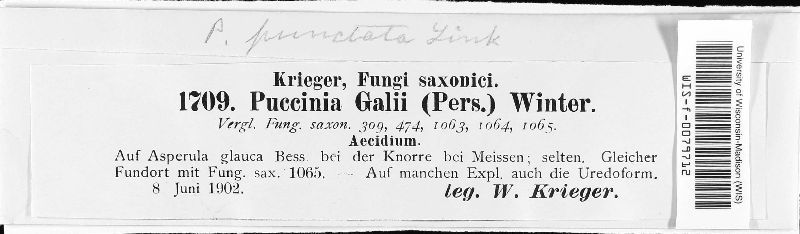 P. punctata Link
Krieger, Fungi saxonici.
1709. Puccinia Galii (Pers.) Winter.
Vergl. Fung. saxon. 309, 474, 1063, 1064, 1065.
Aecidium.
Auf Asperula glauca Bess. bei der Knorre bei Meissen; selten. Gleicher
Fundort mit Fung. sax. 1065. — Auf manchen Expl. auch die Uredoform.
8 Juni 1902. leg. W. Krieger.
University of Wisconsin-Madison (WIS)
WIS-f-0079712